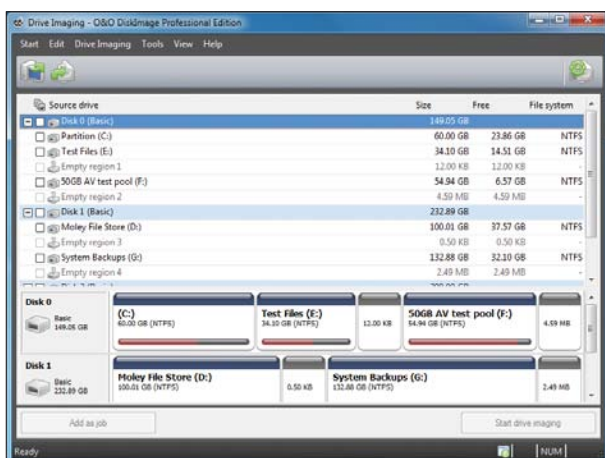 Drive Imaging - O&O DiskImage Professional Edition
Start Edit Drive Imaging Tools View Help
Source drive Size Free File system
Disk 0 (Basic) 149.05 GB
Partition (C:) 60.00 GB 23.86 GB NTFS
Test Files (E:) 34.10 GB 14.51 GB NTFS
Empty region 1 12.00 KB 12.00 KB -
50GB AV test pool (F:) 54.94 GB 6.57 GB NTFS
Empty region 2 4.59 MB 4.59 MB -
Disk 1 (Basic) 232.89 GB
Moley File Store (D:) 100.01 GB 37.57 GB NTFS
Empty region 3 0.50 KB 0.50 KB -
System Backups (G:) 132.88 GB 32.10 GB NTFS
Empty region 4 2.49 MB 2.49 MB -
Disk 0
Basic
149.05 GB
(C:)
60.00 GB (NTFS)
Test Files (E:)
34.10 GB (NTFS)
12.00 KB
50GB AV test pool (F:)
54.94 GB (NTFS)
4.59 MB
Disk 1
Basic
232.89 GB
Moley File Store (D:)
100.01 GB (NTFS)
0.50 KB
System Backups (G:)
132.88 GB (NTFS)
2.49 MB
Add as job Start drive imaging
Ready NUM